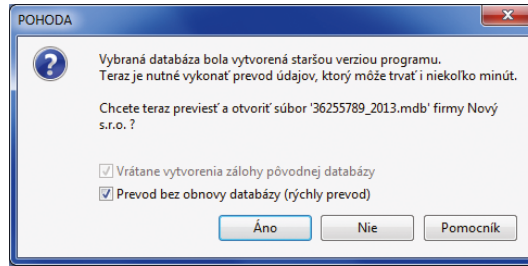 POHODA
Vybraná databáza bola vytvorená staršou verziou programu.
Teraz je nutné vykonať prevod údajov, ktorý môže trvať i niekoľko minút.
Chcete teraz previesť a otvoriť súbor '36255789_2013.mdb' firmy Nový
s.r.o. ?
Vrátane vytvorenia zálohy pôvodnej databázy
Prevod bez obnovy databázy (rýchly prevod)
Áno Nie Pomocník